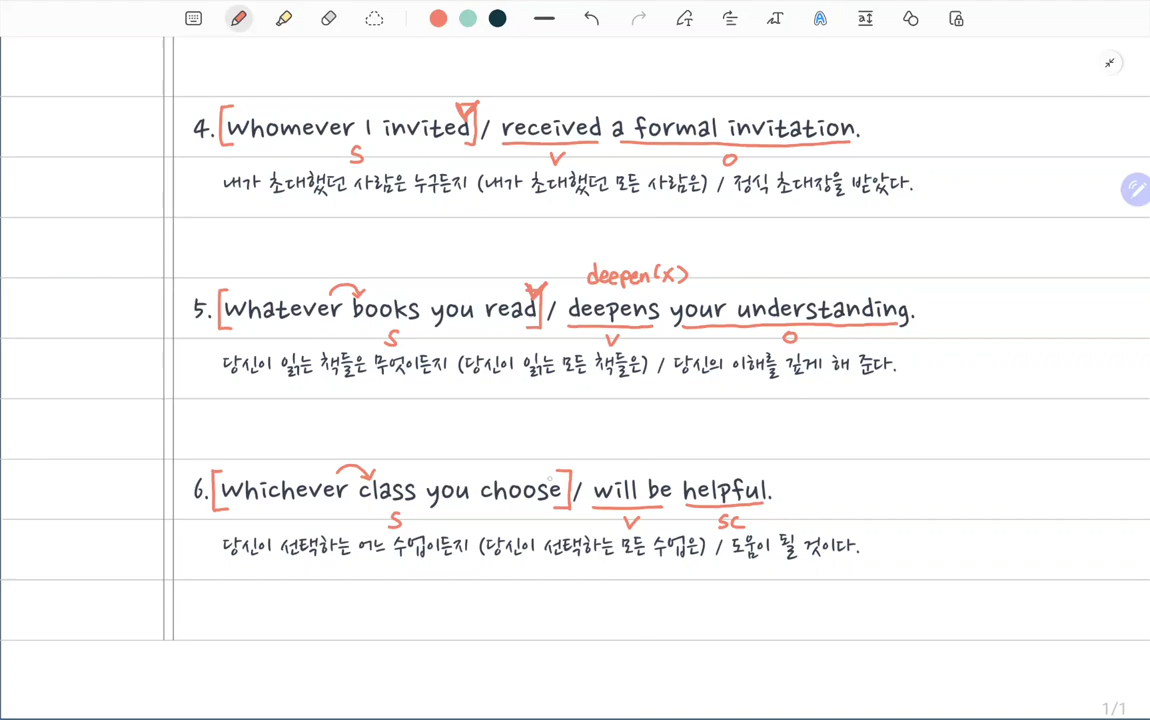 4. [Whomever I invited] / received a formal invitation.
S V O
내가 초대했던 사람은 누구든지 (내가 초대했던 모든 사람은) / 정식 초대장을 받았다.
deepen(x)
5. [Whatever books you read] / deepens your understanding.
S V O
당신이 읽는 책들은 무엇이든지 (당신이 읽는 모든 책들은) / 당신의 이해를 깊게 해 준다.
6. [Whichever class you choose] / will be helpful.
S V SC
당신이 선택하는 어느 수업이든지 (당신이 선택하는 모든 수업은) / 도움이 될 것이다.
1/1